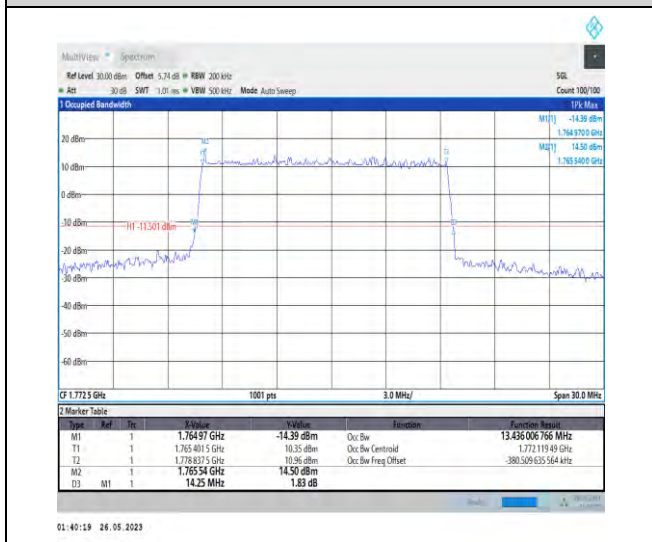 MultiView Spectrum
Ref Level 30.00 dBm Offset 5.74 dB RBW 200 kHz SGL
Att 30 dB SWT 1.01 ms VBW 500 kHz Mode Auto Sweep Count 100/100
1 Occupied Bandwidth 1Pk Max
M1[1] -14.39 dBm
1.764 9700 GHz
M2[1] 14.50 dBm
1.765 5400 GHz
20 dBm
M2
T1 T2
10 dBm
0 dBm
-10 dBm
H1 -11.501 dBm
M1 D3
-20 dBm
-30 dBm
-40 dBm
-50 dBm
-60 dBm
CF 1.772 5 GHz 1001 pts 3.0 MHz/ Span 30.0 MHz
2 Marker Table
Type Ref Trc X-Value Y-Value Function Function Result
M1 1 1.764 97 GHz -14.39 dBm Occ Bw 13.436 006 766 MHz
T1 1 1.765 401 5 GHz 10.35 dBm Occ Bw Centroid 1.772 119 49 GHz
T2 1 1.778 837 5 GHz 10.96 dBm Occ Bw Freq Offset -380.509 635 564 kHz
M2 1 1.765 54 GHz 14.50 dBm
D3 M1 1 14.25 MHz 1.83 dB
01:40:19 26.05.2023